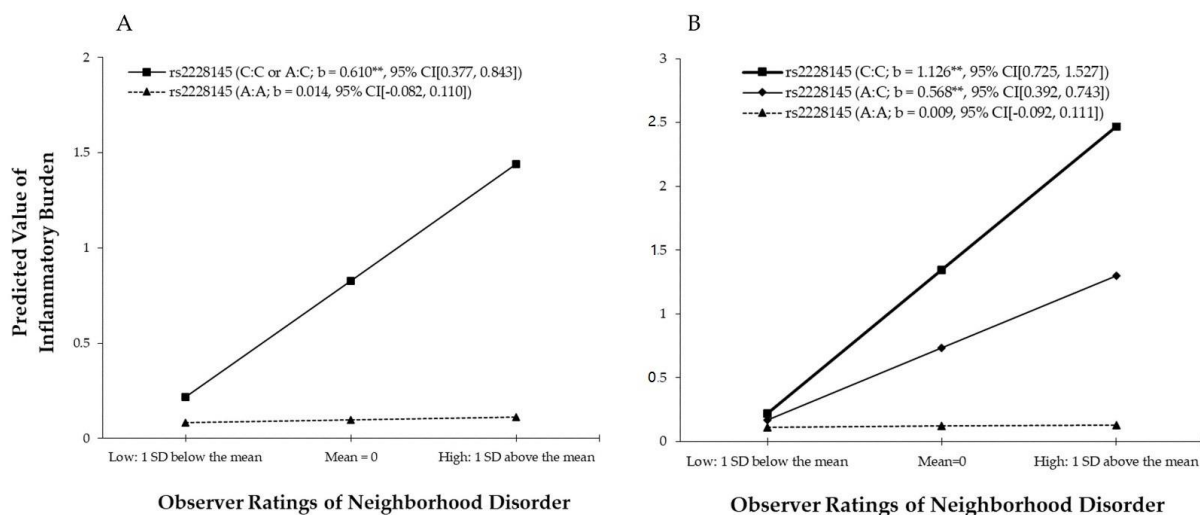 A
2
rs2228145 (C:C or A:C; b = 0.610**, 95% CI[0.377, 0.843])
rs2228145 (A:A; b = 0.014, 95% CI[-0.082, 0.110])
1.5
1
0.5
0
Predicted Value of
Inflammatory Burden
Low: 1 SD below the mean
Mean = 0
High: 1 SD above the mean
Observer Ratings of Neighborhood Disorder
B
3
rs2228145 (C:C; b = 1.126**, 95% CI[0.725, 1.527])
rs2228145 (A:C; b = 0.568**, 95% CI[0.392, 0.743])
rs2228145 (A:A; b = 0.009, 95% CI[-0.092, 0.111])
2.5
2
1.5
1
0.5
0
Low: 1 SD below the mean
Mean=0
High: 1 SD above the mean
Observer Ratings of Neighborhood Disorder